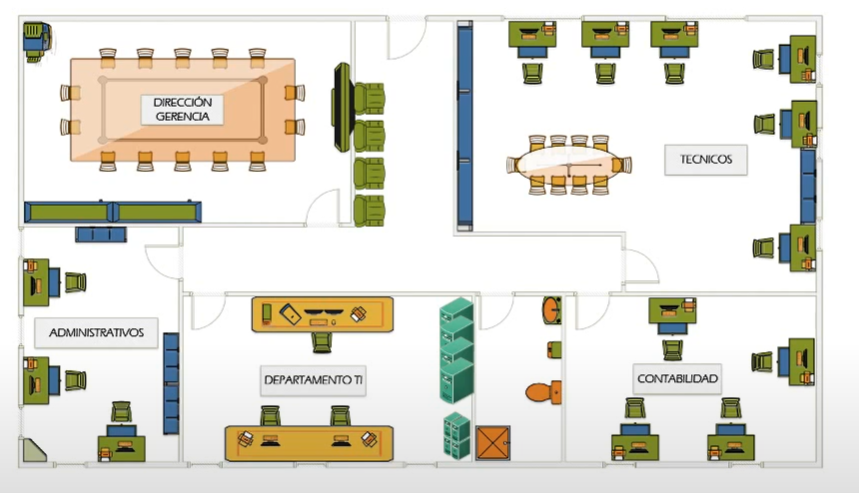 DIRECCIÓN
GERENCIA
TECNICOS
ADMINISTRATIVOS
DEPARTAMENTO TI
CONTABILIDAD